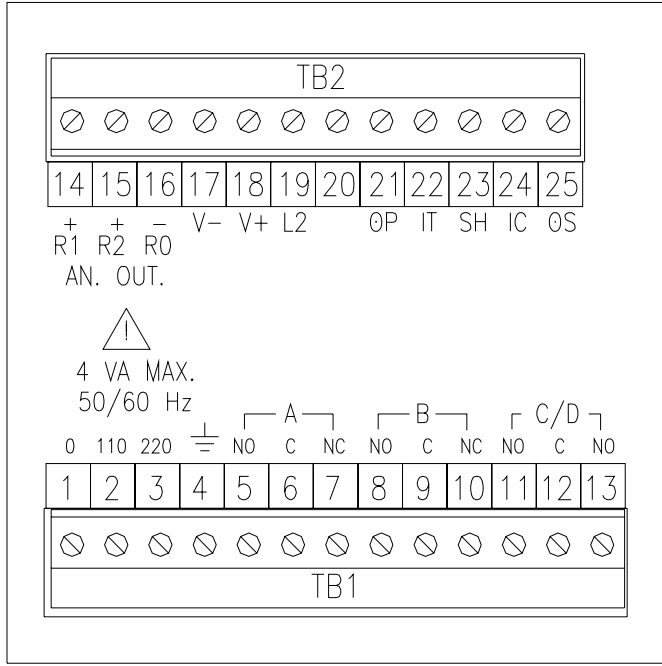 TB2
14 15 16 17 18 19 20 21 22 23 24 25
+ + - V- V+ L2 OP IT SH IC OS
R1 R2 R0
AN. OUT.
!
4 VA MAX.
50/60 Hz
A B C/D
0 110 220 NO C NC NO C NC NO C NO
1 2 3 4 5 6 7 8 9 10 11 12 13
TB1